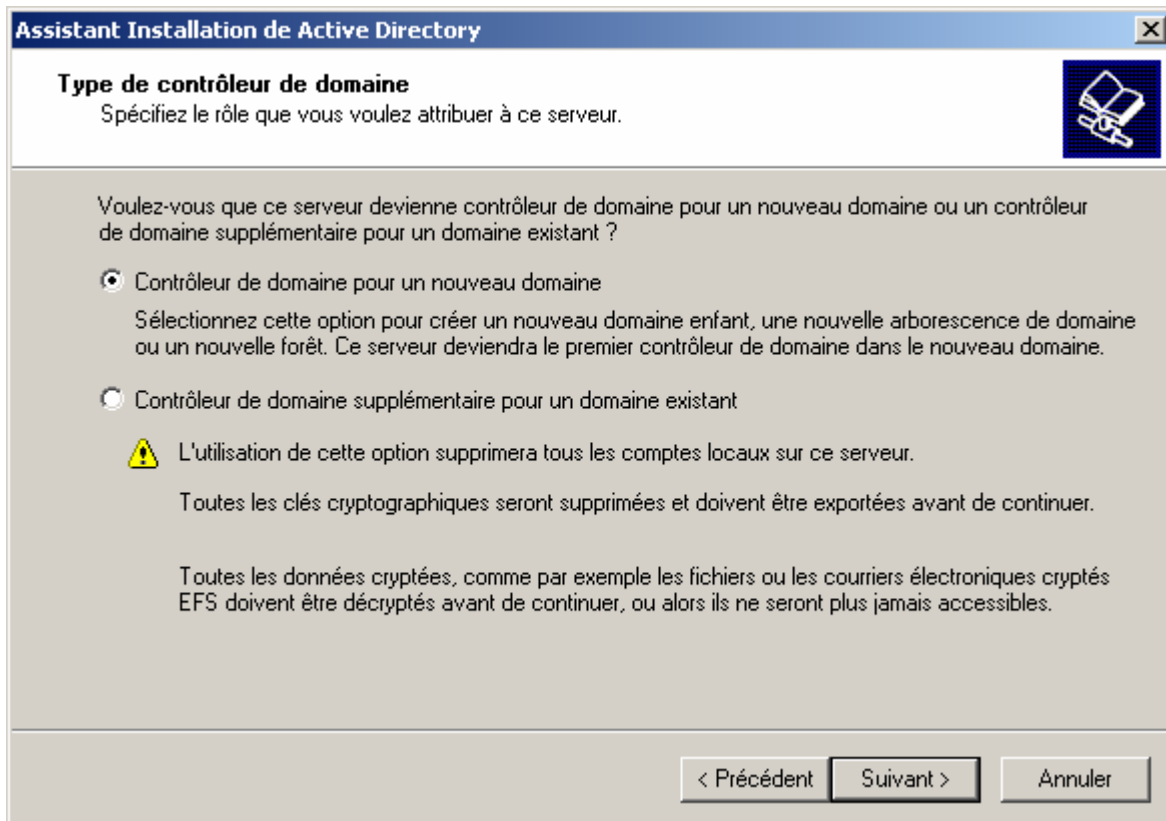 Assistant Installation de Active Directory
Type de contrôleur de domaine
Spécifiez le rôle que vous voulez attribuer à ce serveur.
Voulez-vous que ce serveur devienne contrôleur de domaine pour un nouveau domaine ou un contrôleur
de domaine supplémentaire pour un domaine existant ?
Contrôleur de domaine pour un nouveau domaine
Sélectionnez cette option pour créer un nouveau domaine enfant, une nouvelle arborescence de domaine
ou un nouvelle forêt. Ce serveur deviendra le premier contrôleur de domaine dans le nouveau domaine.
Contrôleur de domaine supplémentaire pour un domaine existant
L'utilisation de cette option supprimera tous les comptes locaux sur ce serveur.
Toutes les clés cryptographiques seront supprimées et doivent être exportées avant de continuer.
Toutes les données cryptées, comme par exemple les fichiers ou les courriers électroniques cryptés
EFS doivent être décryptés avant de continuer, ou alors ils ne seront plus jamais accessibles.
< Précédent Suivant > Annuler